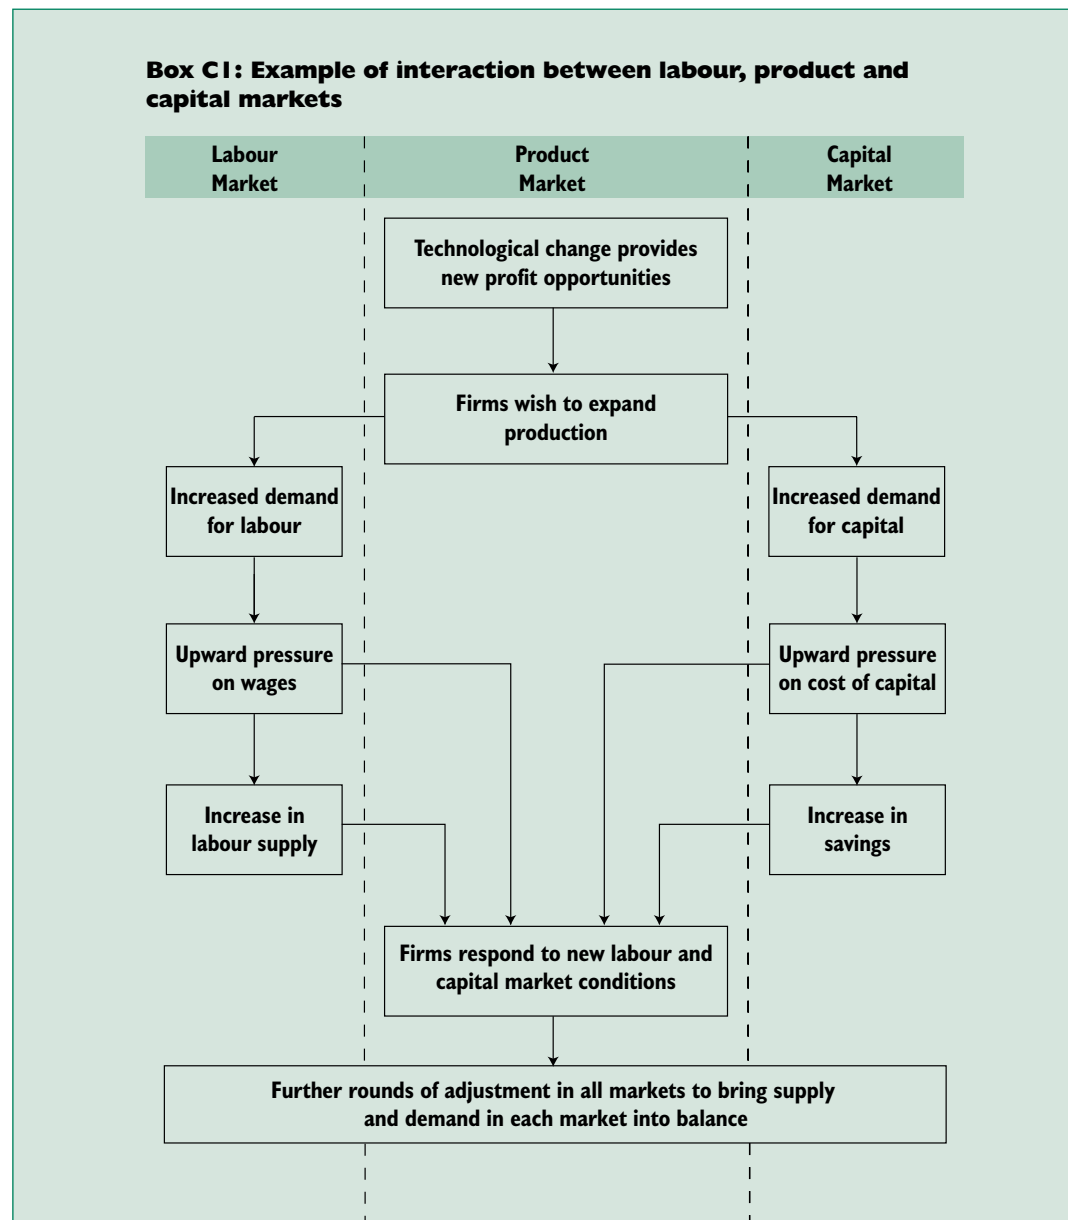 Box C1: Example of interaction between labour, product and
capital markets
Labour
Market
Product
Market
Capital
Market
Technological change provides
new profit opportunities
Firms wish to expand
production
Increased demand
for labour
Increased demand
for capital
Upward pressure
on wages
Upward pressure
on cost of capital
Increase in
labour supply
Increase in
savings
Firms respond to new labour and
capital market conditions
Further rounds of adjustment in all markets to bring supply
and demand in each market into balance